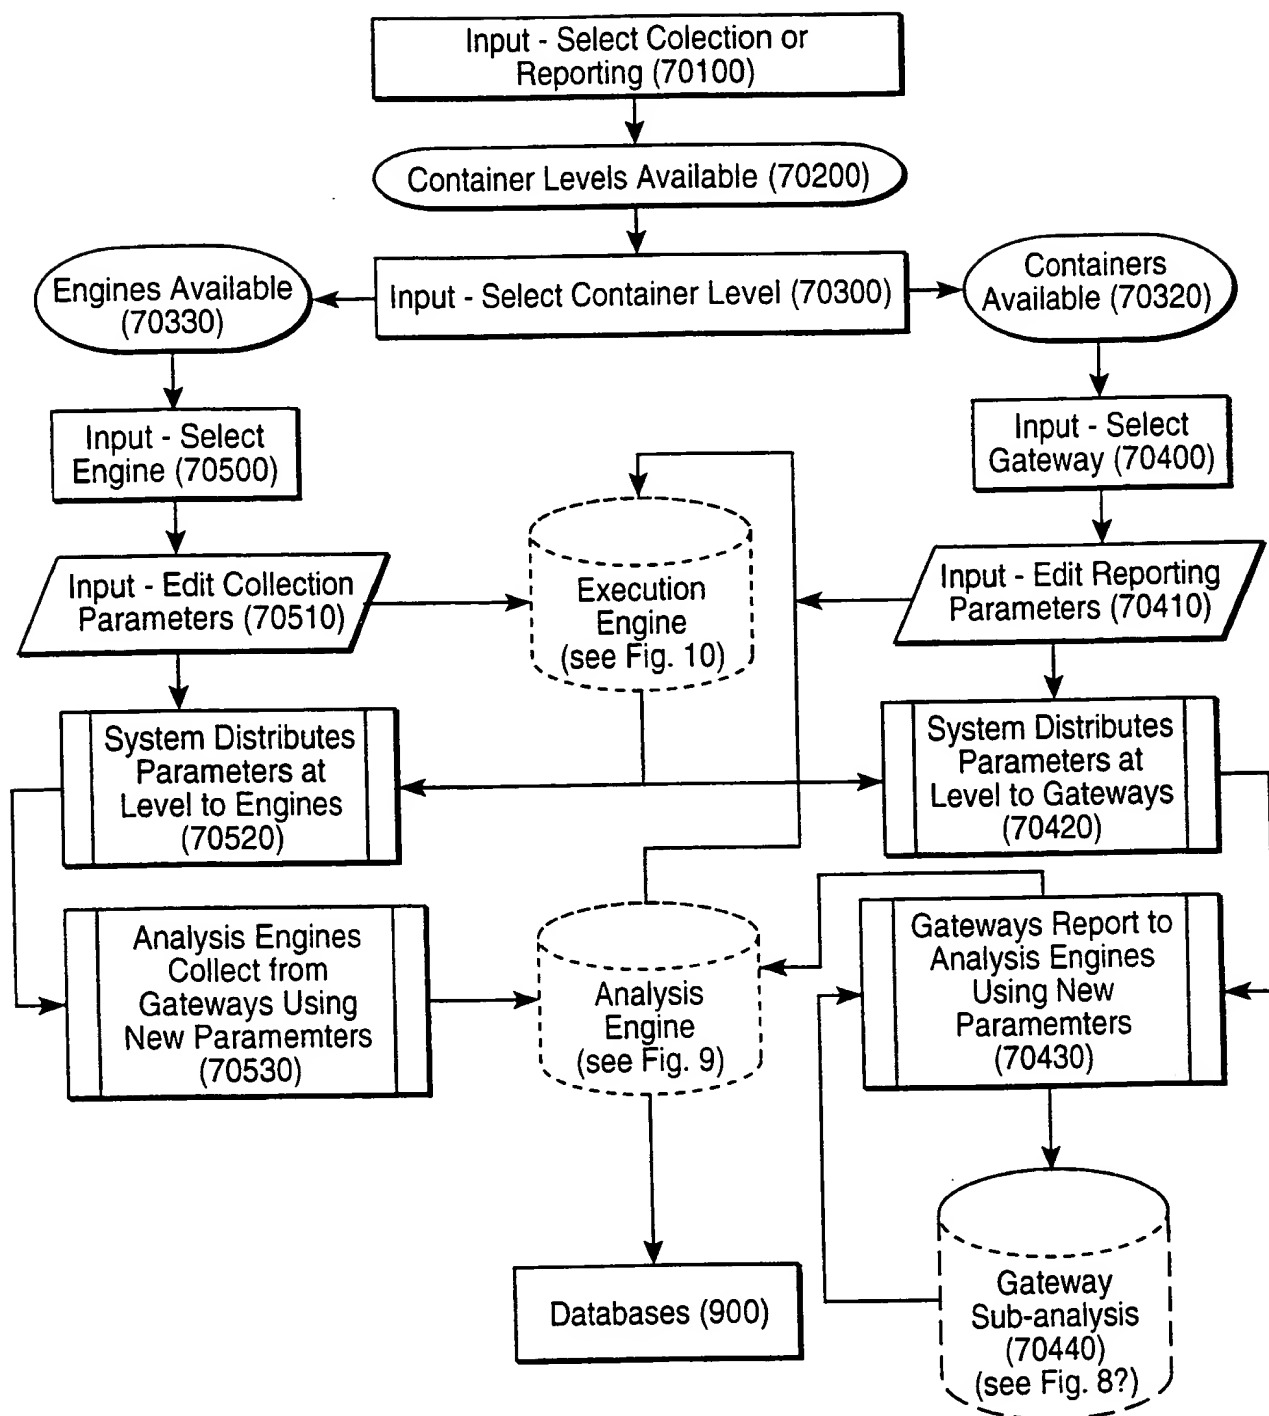 Input - Select Colection or
Reporting (70100)
Container Levels Available (70200)
Input - Select Container Level (70300)
Engines Available
(70330)
Containers
Available (70320)
Input - Select
Engine (70500)
Input - Select
Gateway (70400)
Input - Edit Collection
Parameters (70510)
Execution
Engine
(see Fig. 10)
Input - Edit Reporting
Parameters (70410)
System Distributes
Parameters at
Level to Engines
(70520)
System Distributes
Parameters at
Level to Gateways
(70420)
Analysis Engines
Collect from
Gateways Using
New Paramemters
(70530)
Analysis
Engine
(see Fig. 9)
Gateways Report to
Analysis Engines
Using New
Paramemters
(70430)
Databases (900)
Gateway
Sub-analysis
(70440)
(see Fig. 8?)